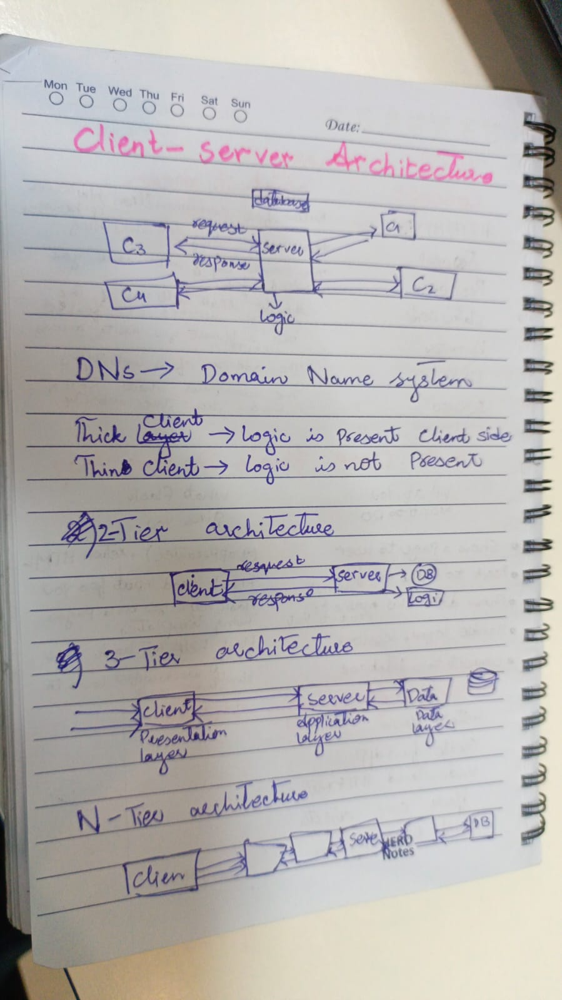 Mon Tue Wed Thu Fri Sat Sun
Date:
Client-server Architecture
database
request
C1
C3
server
response
C4
C2
Logic
DNS → Domain Name system
Client
Thick Layer → Logic is Present Client side
Thin Client → Logic is not Present
2-Tier architecture
resquest
client
server → DB
response
Logi
3-Tier architecture
client
server
Data
Presentation layer
Application layer
Data layer
N-Tier architecture
Serve
DB
Clien
NERD Notes